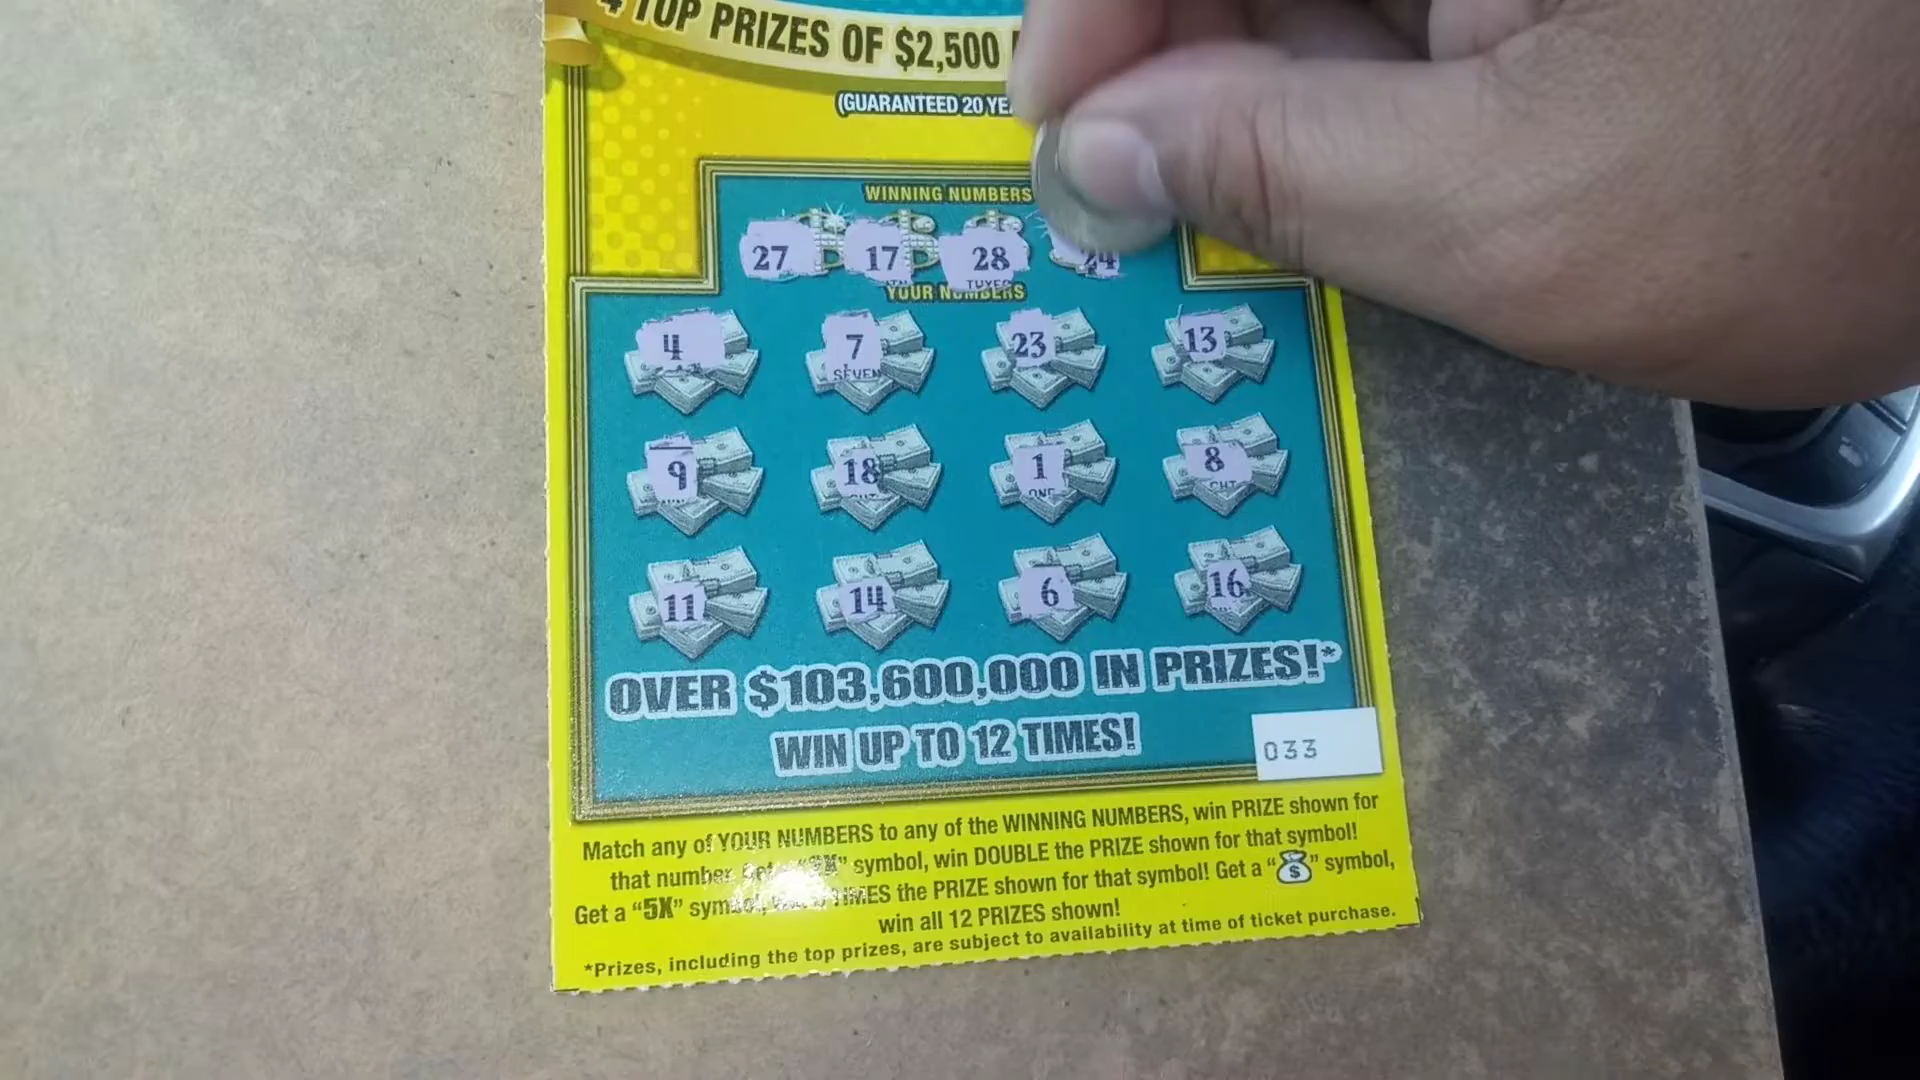 4 TOP PRIZES OF $2,500
(GUARANTEED 20
WINNING NUMBERS
27 17 28 24
YOUR NUMBERS
4 7 23 13
SEVEN
9 18 1 8
ONE
11 14 6 16
OVER $103,600,000 IN PRIZES!*
WIN UP TO 12 TIMES!
033
Match any of YOUR NUMBERS to any of the WINNING NUMBERS, win PRIZE shown for
that number. symbol, win DOUBLE the PRIZE shown for that symbol!
Get a "5X" symbol, TIMES the PRIZE shown for that symbol! Get a " " symbol,
win all 12 PRIZES shown!
*Prizes, including the top prizes, are subject to availability at time of ticket purchase.